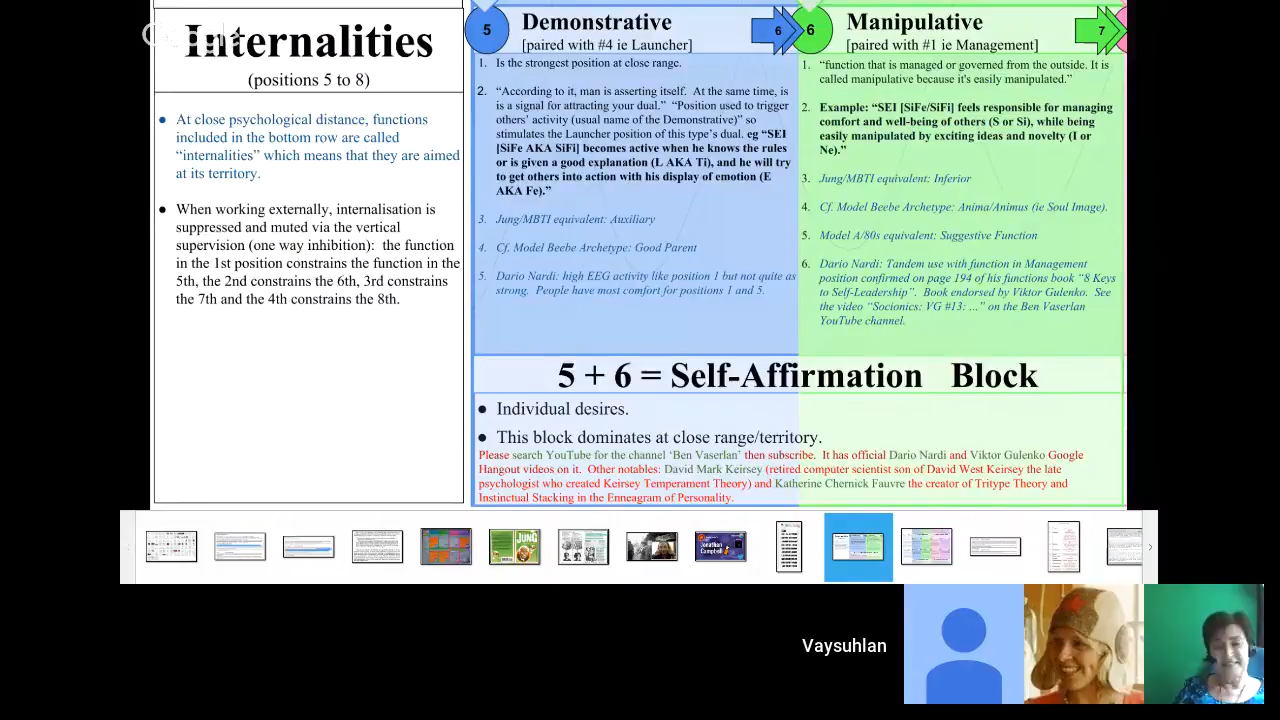 Google
Internalities
(positions 5 to 8)
● At close psychological distance, functions
included in the bottom row are called
“internalities” which means that they are aimed
at its territory.
● When working externally, internalisation is
suppressed and muted via the vertical
supervision (one way inhibition): the function
in the 1st position constrains the function in the
5th, the 2nd constrains the 6th, 3rd constrains
the 7th and the 4th constrains the 8th.
5
Demonstrative
[paired with #4 ie Launcher]
6
1. Is the strongest position at close range.
2. “According to it, man is asserting itself. At the same time, is
is a signal for attracting your dual.” “Position used to trigger
others’ activity (usual name of the Demonstrative)” so
stimulates the Launcher position of this type’s dual. eg “SEI
[SiFe AKA SiFi] becomes active when he knows the rules
or is given a good explanation (L AKA Ti), and he will try
to get others into action with his display of emotion (E
AKA Fe).”
3. Jung/MBTI equivalent: Auxiliary
4. Cf. Model Beebe Archetype: Good Parent
5. Dario Nardi: high EEG activity like position 1 but not quite as
strong. People have most comfort for positions 1 and 5.
6
Manipulative
[paired with #1 ie Management]
7
1. “function that is managed or governed from the outside. It is
called manipulative because it's easily manipulated.”
2. Example: “SEI [SiFe/SiFi] feels responsible for managing
comfort and well-being of others (S or Si), while being
easily manipulated by exciting ideas and novelty (I or
Ne).”
3. Jung/MBTI equivalent: Inferior
4. Cf. Model Beebe Archetype: Anima/Animus (ie Soul Image).
5. Model A/80s equivalent: Suggestive Function
6. Dario Nardi: Tandem use with function in Management
position confirmed on page 194 of his functions book “8 Keys
to Self-Leadership”. Book endorsed by Viktor Gulenko. See
the video “Socionics: VG #13: ...” on the Ben Vaserlan
YouTube channel.
5 + 6 = Self-Affirmation Block
● Individual desires.
● This block dominates at close range/territory.
Please search YouTube for the channel ‘Ben Vaserlan’ then subscribe. It has official Dario Nardi and Viktor Gulenko Google
Hangout videos on it. Other notables: David Mark Keirsey (retired computer scientist son of David West Keirsey the late
psychologist who created Keirsey Temperament Theory) and Katherine Chernick Fauvre the creator of Tritype Theory and
Instinctual Stacking in the Enneagram of Personality.
JUNG
Jonathan
Campbell
Vaysuhlan